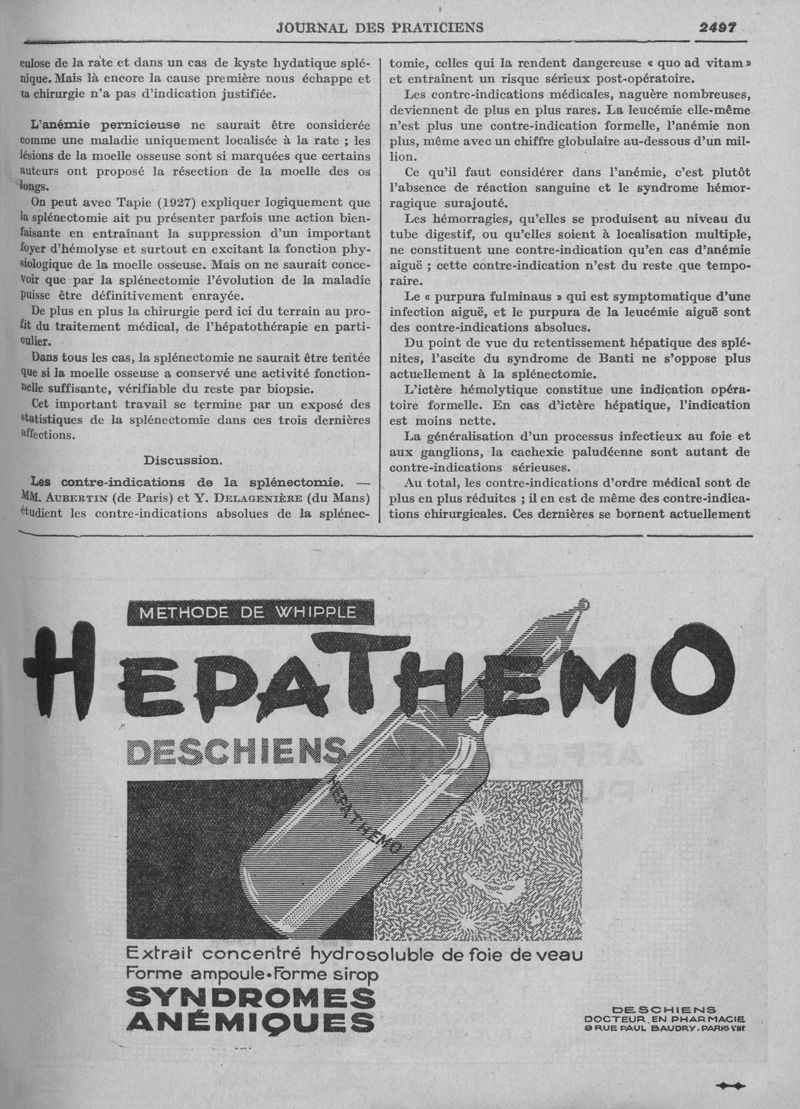 JOURNAL DES PRATICIENS
2497
culose de la rate et dans un cas de kyste hydatique splé-
nique. Mais là encore la cause première nous échappe et
la chirurgie n'a pas d'indication justifiée.
L'anémie pernicieuse ne saurait être considerée
comme une maladie uniquement localisée à la rate ; les
lésions de la moelle osseuse sont si marquées que certains
auteurs ont proposé la résection de la moelle des os
longs.
On peut avec Tapie (1927) expliquer logiquement que
la splénectomie ait pu présenter parfois une action bien-
faisante en entraînant la suppression d'un important
foyer d'hémolyse et surtout en excitant la fonction phy-
siologique de la moelle osseuse. Mais on ne saurait conce-
voir que par la splénectomie l'évolution de la maladie
puisse être définitivement enrayée.
De plus en plus la chirurgie perd ici du terrain au pro-
fit du traitement médical, de l'hépatothérapie en parti-
culier.
Dans tous les cas, la splénectomie ne saurait être tentée
que si la moelle osseuse a conservé une activité fonction-
nelle suffisante, vérifiable du reste par biopsie.
Cet important travail se termine par un exposé des
statistiques de la splénectomie dans ces trois dernières
affections.
Discussion.
Les contre-indications de la splénectomie. —
MM. AUBERTIN (de Paris) et Y. DELAGENIÈRE (du Mans)
étudient les contre-indications absolues de la splénec-
tomie, celles qui la rendent dangereuse « quo ad vitam »
et entraînent un risque sérieux post-opératoire.
Les contre-indications médicales, naguère nombreuses,
deviennent de plus en plus rares. La leucémie elle-même
n'est plus une contre-indication formelle, l'anémie non
plus, même avec un chiffre globulaire au-dessous d'un mil-
lion.
Ce qu'il faut considérer dans l'anémie, c'est plutôt
l'absence de réaction sanguine et le syndrome hémor-
ragique surajouté.
Les hémorragies, qu'elles se produisent au niveau du
tube digestif, ou qu'elles soient à localisation multiple,
ne constituent une contre-indication qu'en cas d'anémie
aiguë ; cette contre-indication n'est du reste que tempo-
raire.
Le « purpura fulminaus » qui est symptomatique d'une
infection aiguë, et le purpura de la leucémie aiguë sont
des contre-indications absolues.
Du point de vue du retentissement hépatique des splé-
nites, l'ascite du syndrome de Banti ne s'oppose plus
actuellement à la splénectomie.
L'ictère hémolytique constitue une indication opéra-
toire formelle. En cas d'ictère hépatique, l'indication
est moins nette.
La généralisation d'un processus infectieux au foie et
aux ganglions, la cachexie paludéenne sont autant de
contre-indications sérieuses.
Au total, les contre-indications d'ordre médical sont de
plus en plus réduites ; il en est de même des contre-indica-
tions chirurgicales. Ces dernières se bornent actuellement
METHODE DE WHIPPLE
HEPATHEMO
DESCHIENS
HEPATHEMO
Extrait concentré hydrosoluble de foie de veau
Forme ampoule•Forme sirop
SYNDROMES
ANÉMIQUES
DESCHIENS
DOCTEUR EN PHARMACIE
9 RUE PAUL BAUDRY. PARIS VIIIe